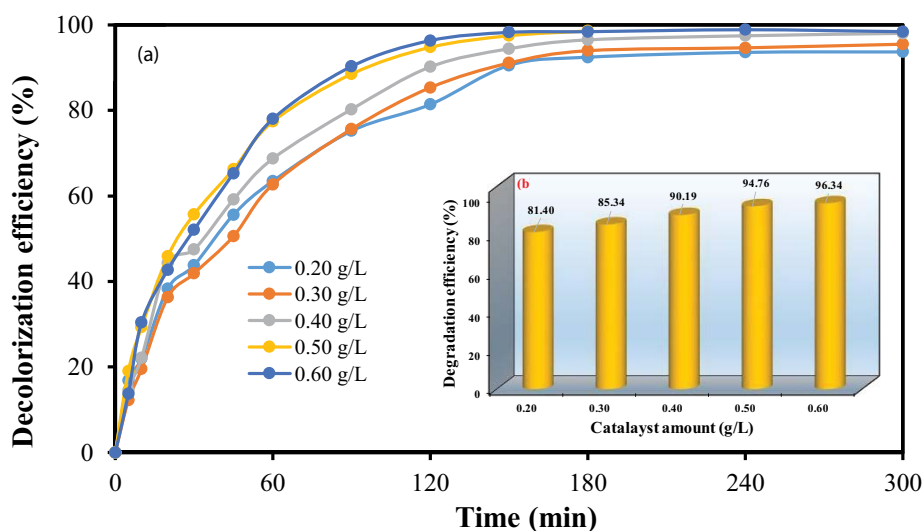 (a)
Decolorization efficiency (%)
100
80
60
40
20
0
0 60 120 180 240 300
Time (min)
0.20 g/L
0.30 g/L
0.40 g/L
0.50 g/L
0.60 g/L
(b
Degradation efficiency (%)
100
80
60
40
20
0
81.40 85.34 90.19 94.76 96.34
0.20 0.30 0.40 0.50 0.60
Catalayst amount (g/L)